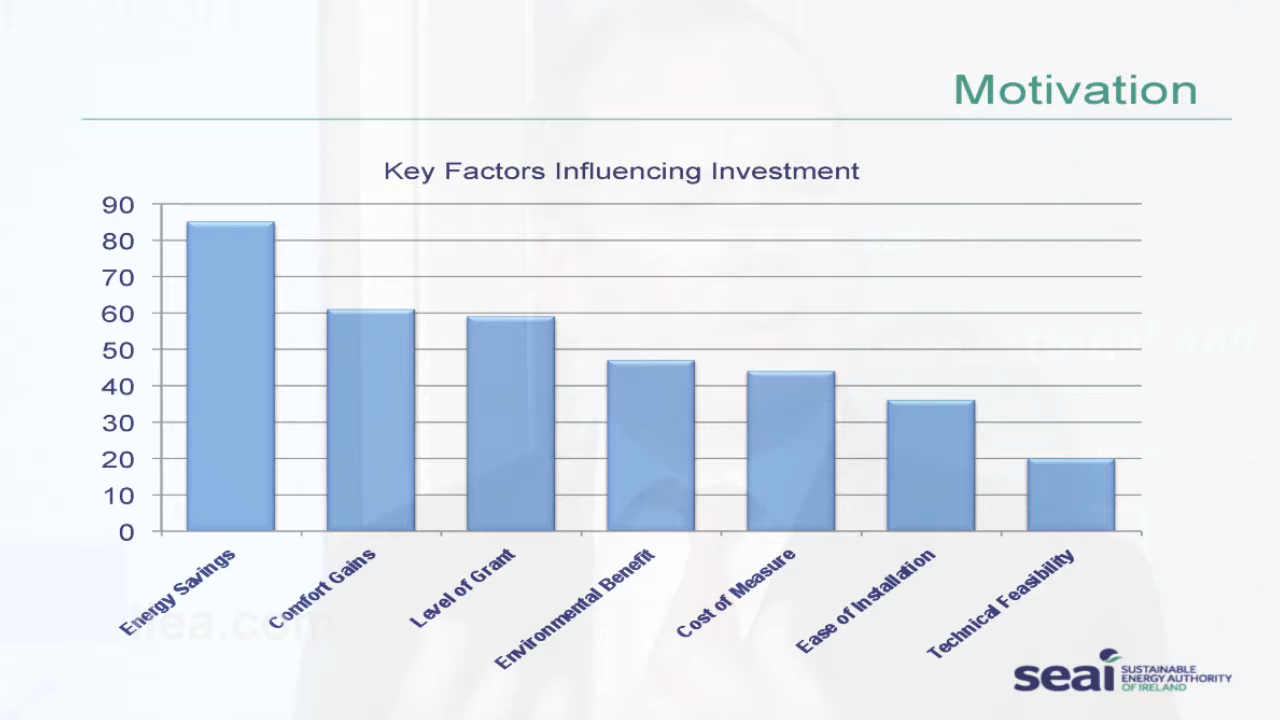 Motivation
Key Factors Influencing Investment
90
80
70
60
50
40
30
20
10
0
Energy Savings
Comfort Gains
Level of Grant
Environmental Benefit
Cost of Measure
Ease of Installation
Technical Feasibility
iea.com
seai
SUSTAINABLE
ENERGY AUTHORITY
OF IRELAND